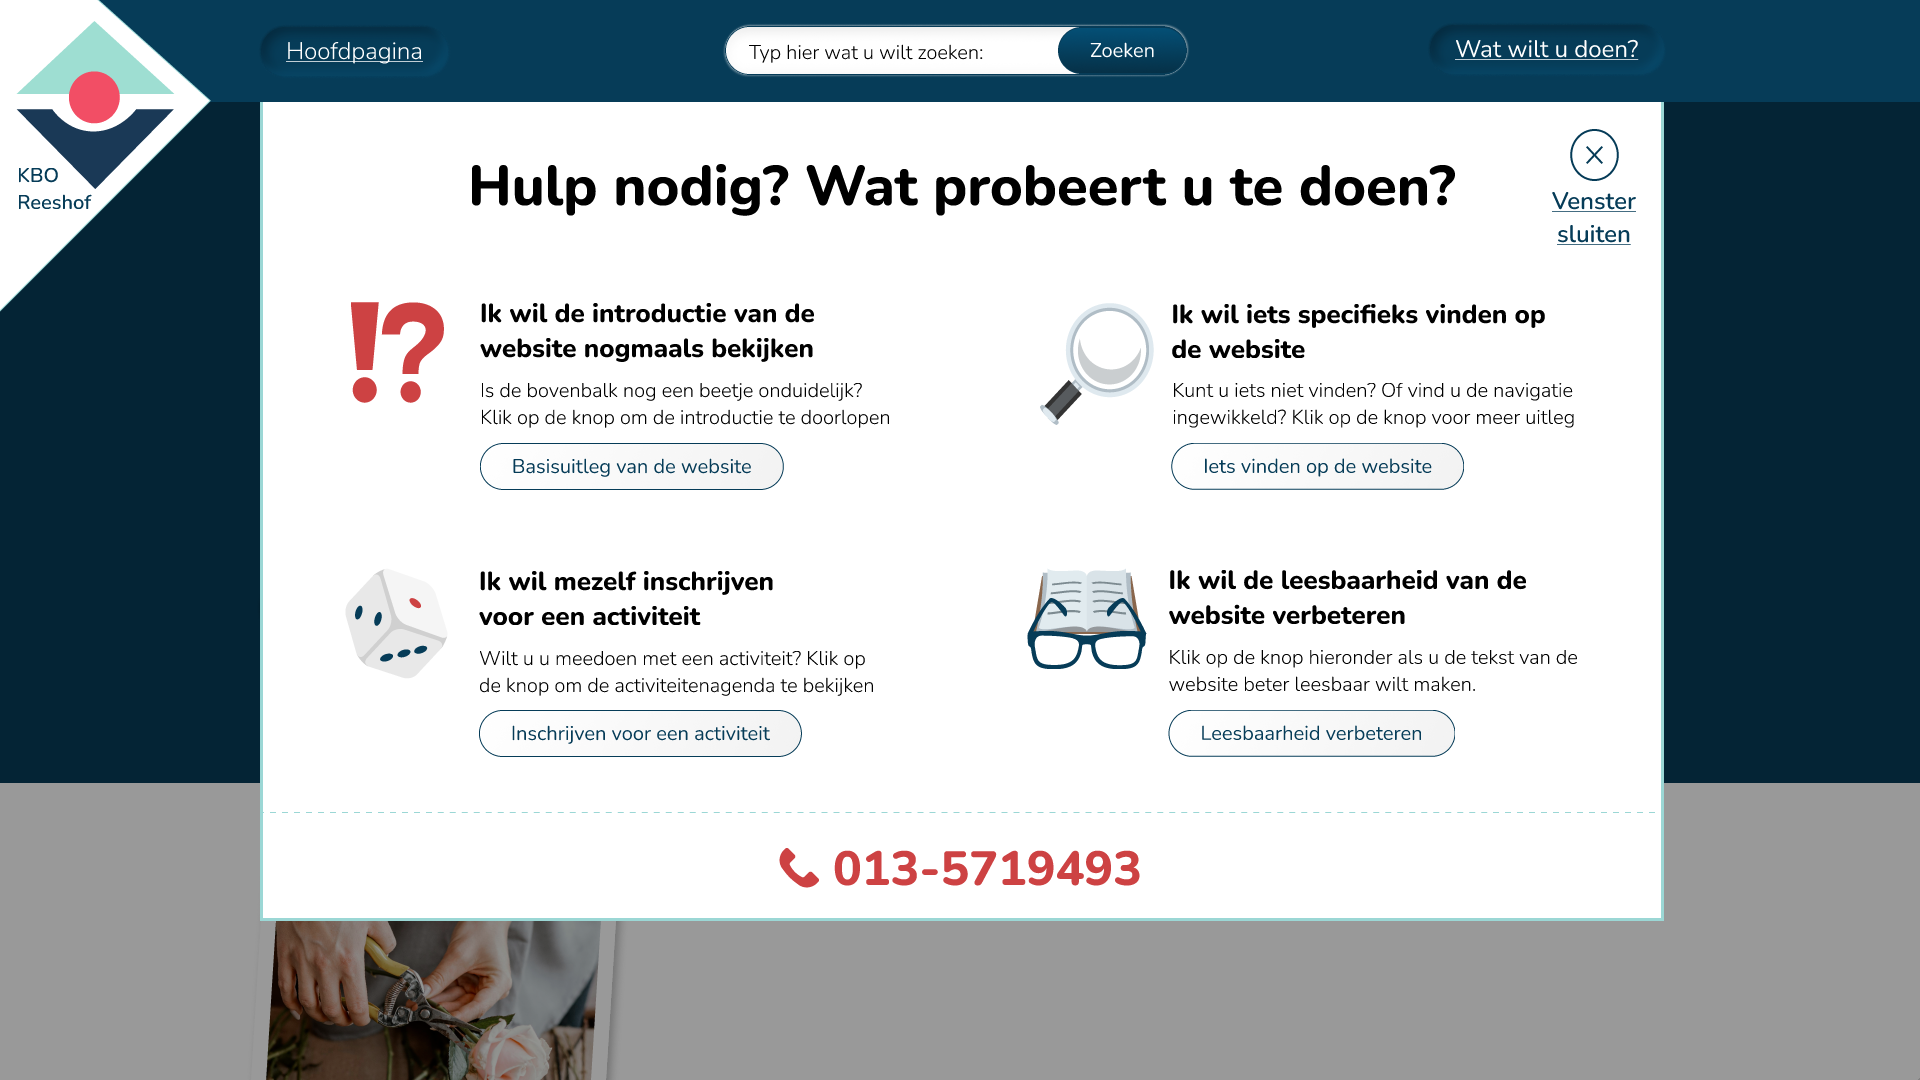 Hoofdpagina
Typ hier wat u wilt zoeken:
Zoeken
Wat wilt u doen?
KBO
Reeshof
Hulp nodig? Wat probeert u te doen?
Venster
sluiten
Ik wil de introductie van de
website nogmaals bekijken
Is de bovenbalk nog een beetje onduidelijk?
Klik op de knop om de introductie te doorlopen
Basisuitleg van de website
Ik wil iets specifieks vinden op
de website
Kunt u iets niet vinden? Of vind u de navigatie
ingewikkeld? Klik op de knop voor meer uitleg
Iets vinden op de website
Ik wil mezelf inschrijven
voor een activiteit
Wilt u u meedoen met een activiteit? Klik op
de knop om de activiteitenagenda te bekijken
Inschrijven voor een activiteit
Ik wil de leesbaarheid van de
website verbeteren
Klik op de knop hieronder als u de tekst van de
website beter leesbaar wilt maken.
Leesbaarheid verbeteren
013-5719493